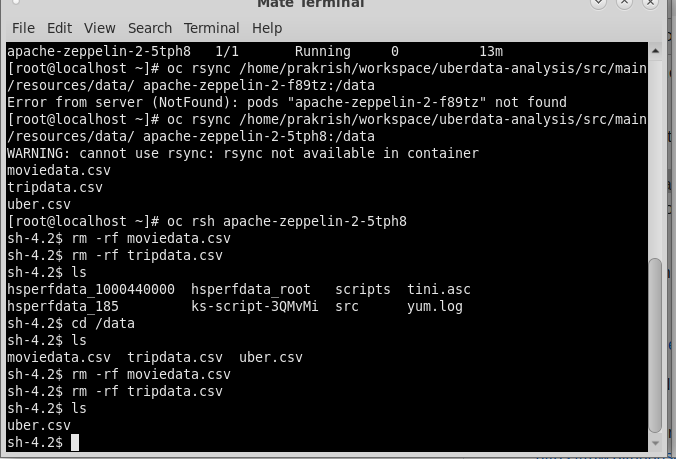 Mate Terminal
File Edit View Search Terminal Help
apache-zeppelin-2-5tph8   1/1       Running     0          13m
[root@localhost ~]# oc rsync /home/prakrish/workspace/uberdata-analysis/src/main
/resources/data/ apache-zeppelin-2-f89tz:/data
Error from server (NotFound): pods "apache-zeppelin-2-f89tz" not found
[root@localhost ~]# oc rsync /home/prakrish/workspace/uberdata-analysis/src/main
/resources/data/ apache-zeppelin-2-5tph8:/data
WARNING: cannot use rsync: rsync not available in container
moviedata.csv
tripdata.csv
uber.csv
[root@localhost ~]# oc rsh apache-zeppelin-2-5tph8
sh-4.2$ rm -rf moviedata.csv
sh-4.2$ rm -rf tripdata.csv
sh-4.2$ ls
hsperfdata_1000440000  hsperfdata_root   scripts  tini.asc
hsperfdata_185         ks-script-3QMvMi  src      yum.log
sh-4.2$ cd /data
sh-4.2$ ls
moviedata.csv  tripdata.csv  uber.csv
sh-4.2$ rm -rf moviedata.csv
sh-4.2$ rm -rf tripdata.csv
sh-4.2$ ls
uber.csv
sh-4.2$